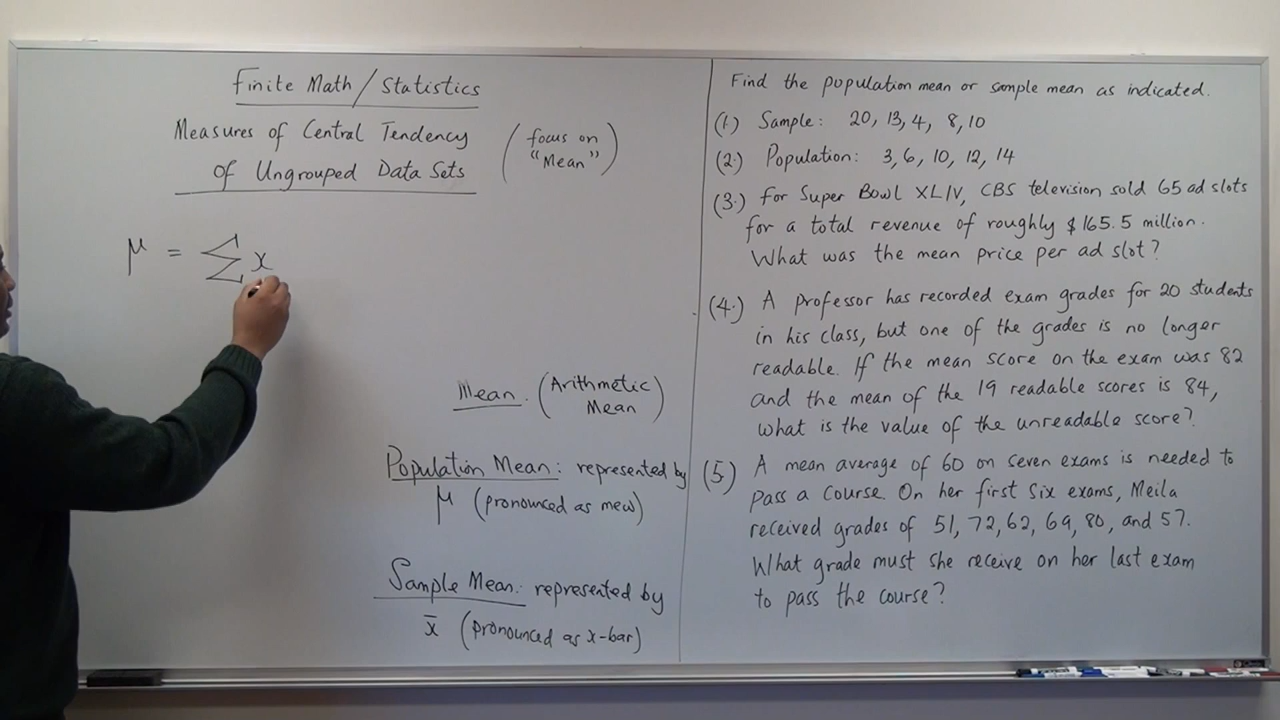 Finite Math/Statistics
Measures of Central Tendency
of Ungrouped Data Sets
(focus on
"Mean")
μ = ∑x
Mean. (Arithmetic
Mean)
Population Mean: represented by
μ (pronounced as mew)
Sample Mean: represented by
x̄ (pronounced as x-bar)
Find the population mean or sample mean as indicated.
(1.) Sample: 20, 13, 4, 8, 10
(2.) Population: 3, 6, 10, 12, 14
(3.) For Super Bowl XLIV, CBS television sold 65 ad slots
for a total revenue of roughly $165.5 million.
What was the mean price per ad slot?
(4.) A professor has recorded exam grades for 20 students
in his class, but one of the grades is no longer
readable. If the mean score on the exam was 82
and the mean of the 19 readable scores is 84,
what is the value of the unreadable score?
(5) A mean average of 60 on seven exams is needed to
pass a course. On her first six exams, Meila
received grades of 51, 72, 62, 69, 80, and 57.
What grade must she receive on her last exam
to pass the course?